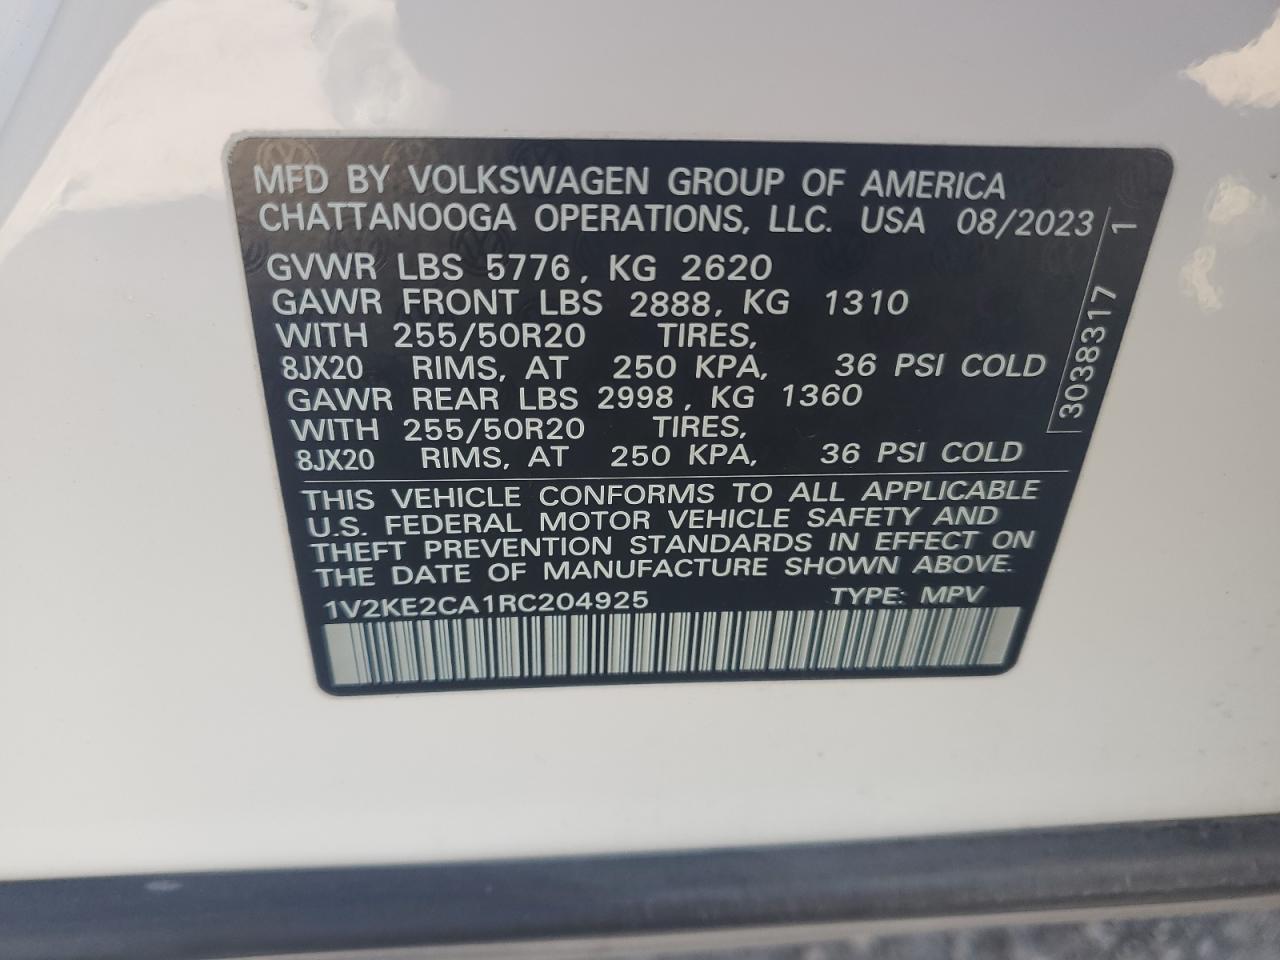 MFD BY VOLKSWAGEN GROUP OF AMERICA
CHATTANOOGA OPERATIONS, LLC. USA 08/2023
GVWR LBS 5776, KG 2620
GAWR FRONT LBS 2888, KG 1310
WITH 255/50R20 TIRES,
8JX20 RIMS, AT 250 KPA, 36 PSI COLD
GAWR REAR LBS 2998, KG 1360
WITH 255/50R20 TIRES,
8JX20 RIMS, AT 250 KPA, 36 PSI COLD
THIS VEHICLE CONFORMS TO ALL APPLICABLE
U.S. FEDERAL MOTOR VEHICLE SAFETY AND
THEFT PREVENTION STANDARDS IN EFFECT ON
THE DATE OF MANUFACTURE SHOWN ABOVE.
1V2KE2CA1RC204925 TYPE: MPV
3038317 1